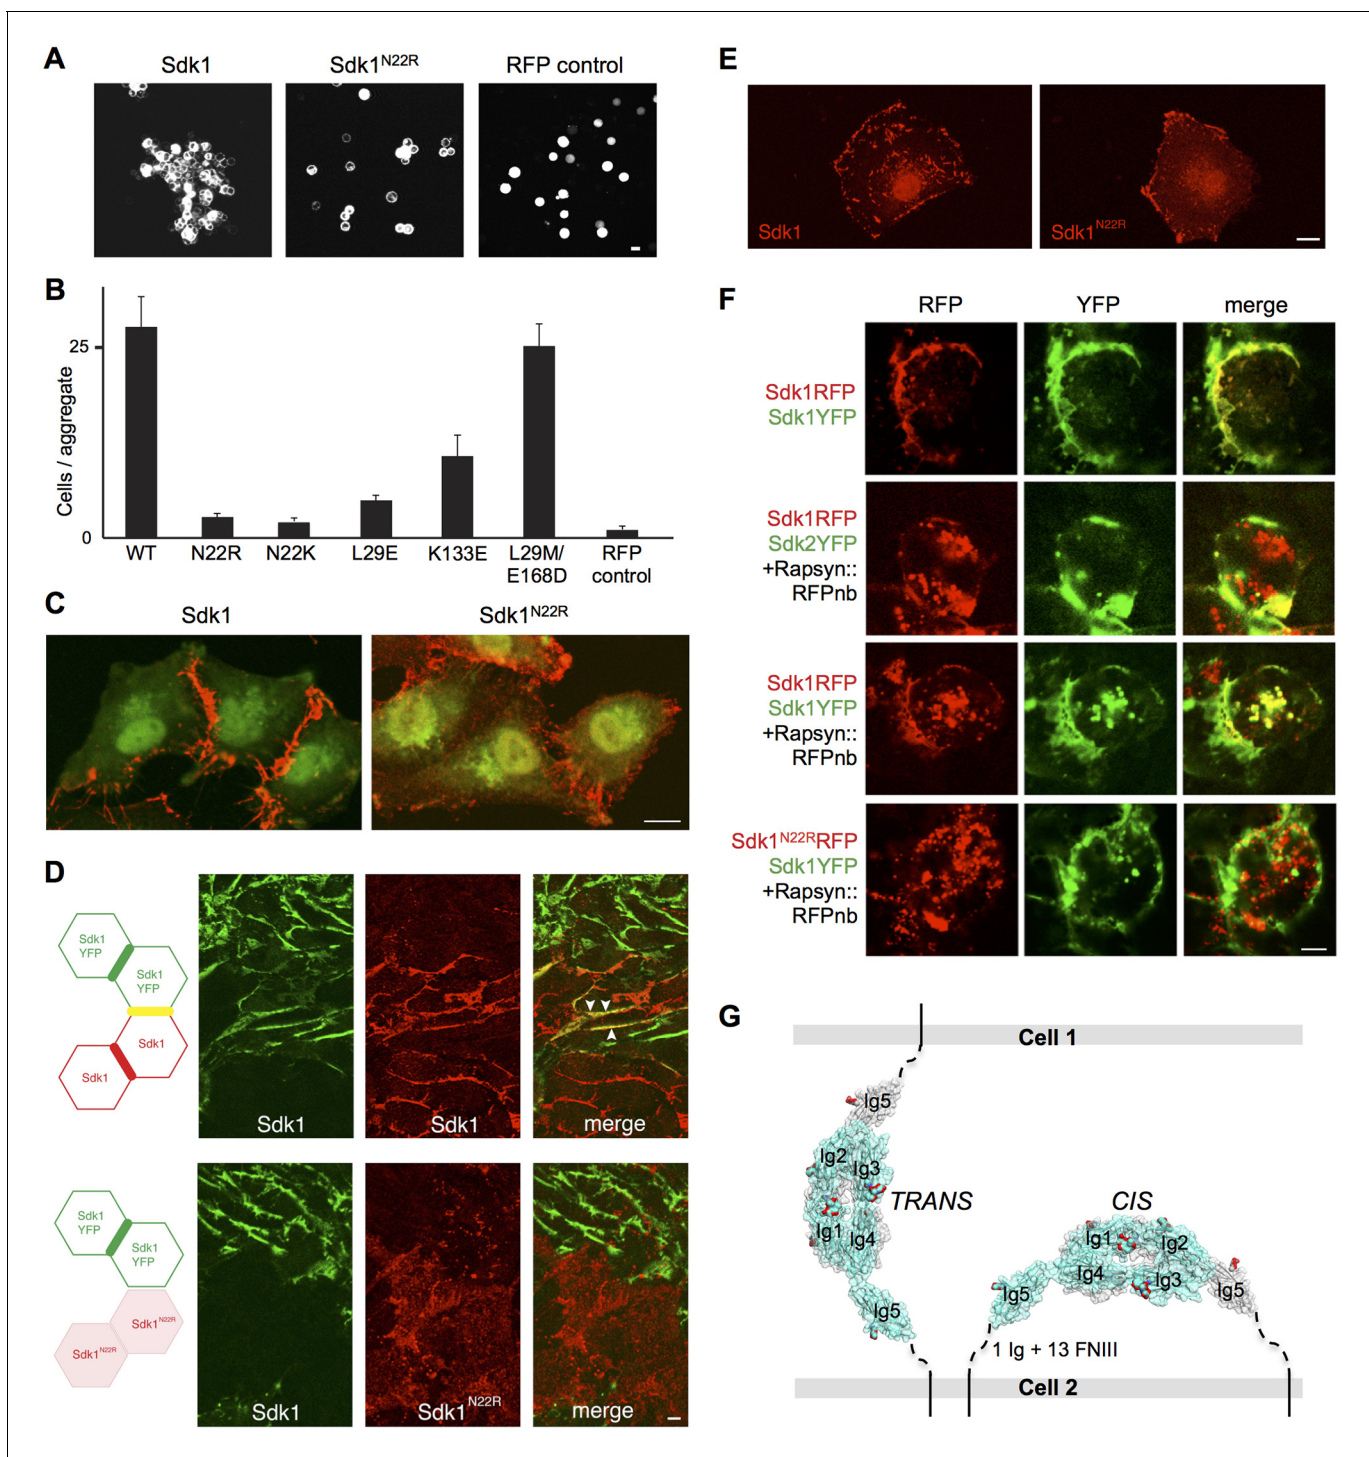 A
Sdk1
Sdk1N22R
RFP control
B
Cells / aggregate
25
0
WT
N22R
N22K
L29E
K133E
L29M/
E168D
RFP
control
C
Sdk1
Sdk1N22R
D
Sdk1
YFP
Sdk1
YFP
Sdk1
Sdk1
Sdk1
Sdk1
merge
Sdk1
YFP
Sdk1
YFP
Sdk1N22R
Sdk1N22R
Sdk1
Sdk1N22R
merge
E
Sdk1
Sdk1N22R
F
RFP
YFP
merge
Sdk1RFP
Sdk1YFP
Sdk1RFP
Sdk2YFP
+Rapsyn::
RFPnb
Sdk1RFP
Sdk1YFP
+Rapsyn::
RFPnb
Sdk1N22RRFP
Sdk1YFP
+Rapsyn::
RFPnb
G
Cell 1
Ig5
Ig2
Ig3
Ig1
Ig4
Ig5
TRANS
CIS
Ig1
Ig2
Ig4
Ig3
Ig5
Ig5
1 Ig + 13 FNIII
Cell 2